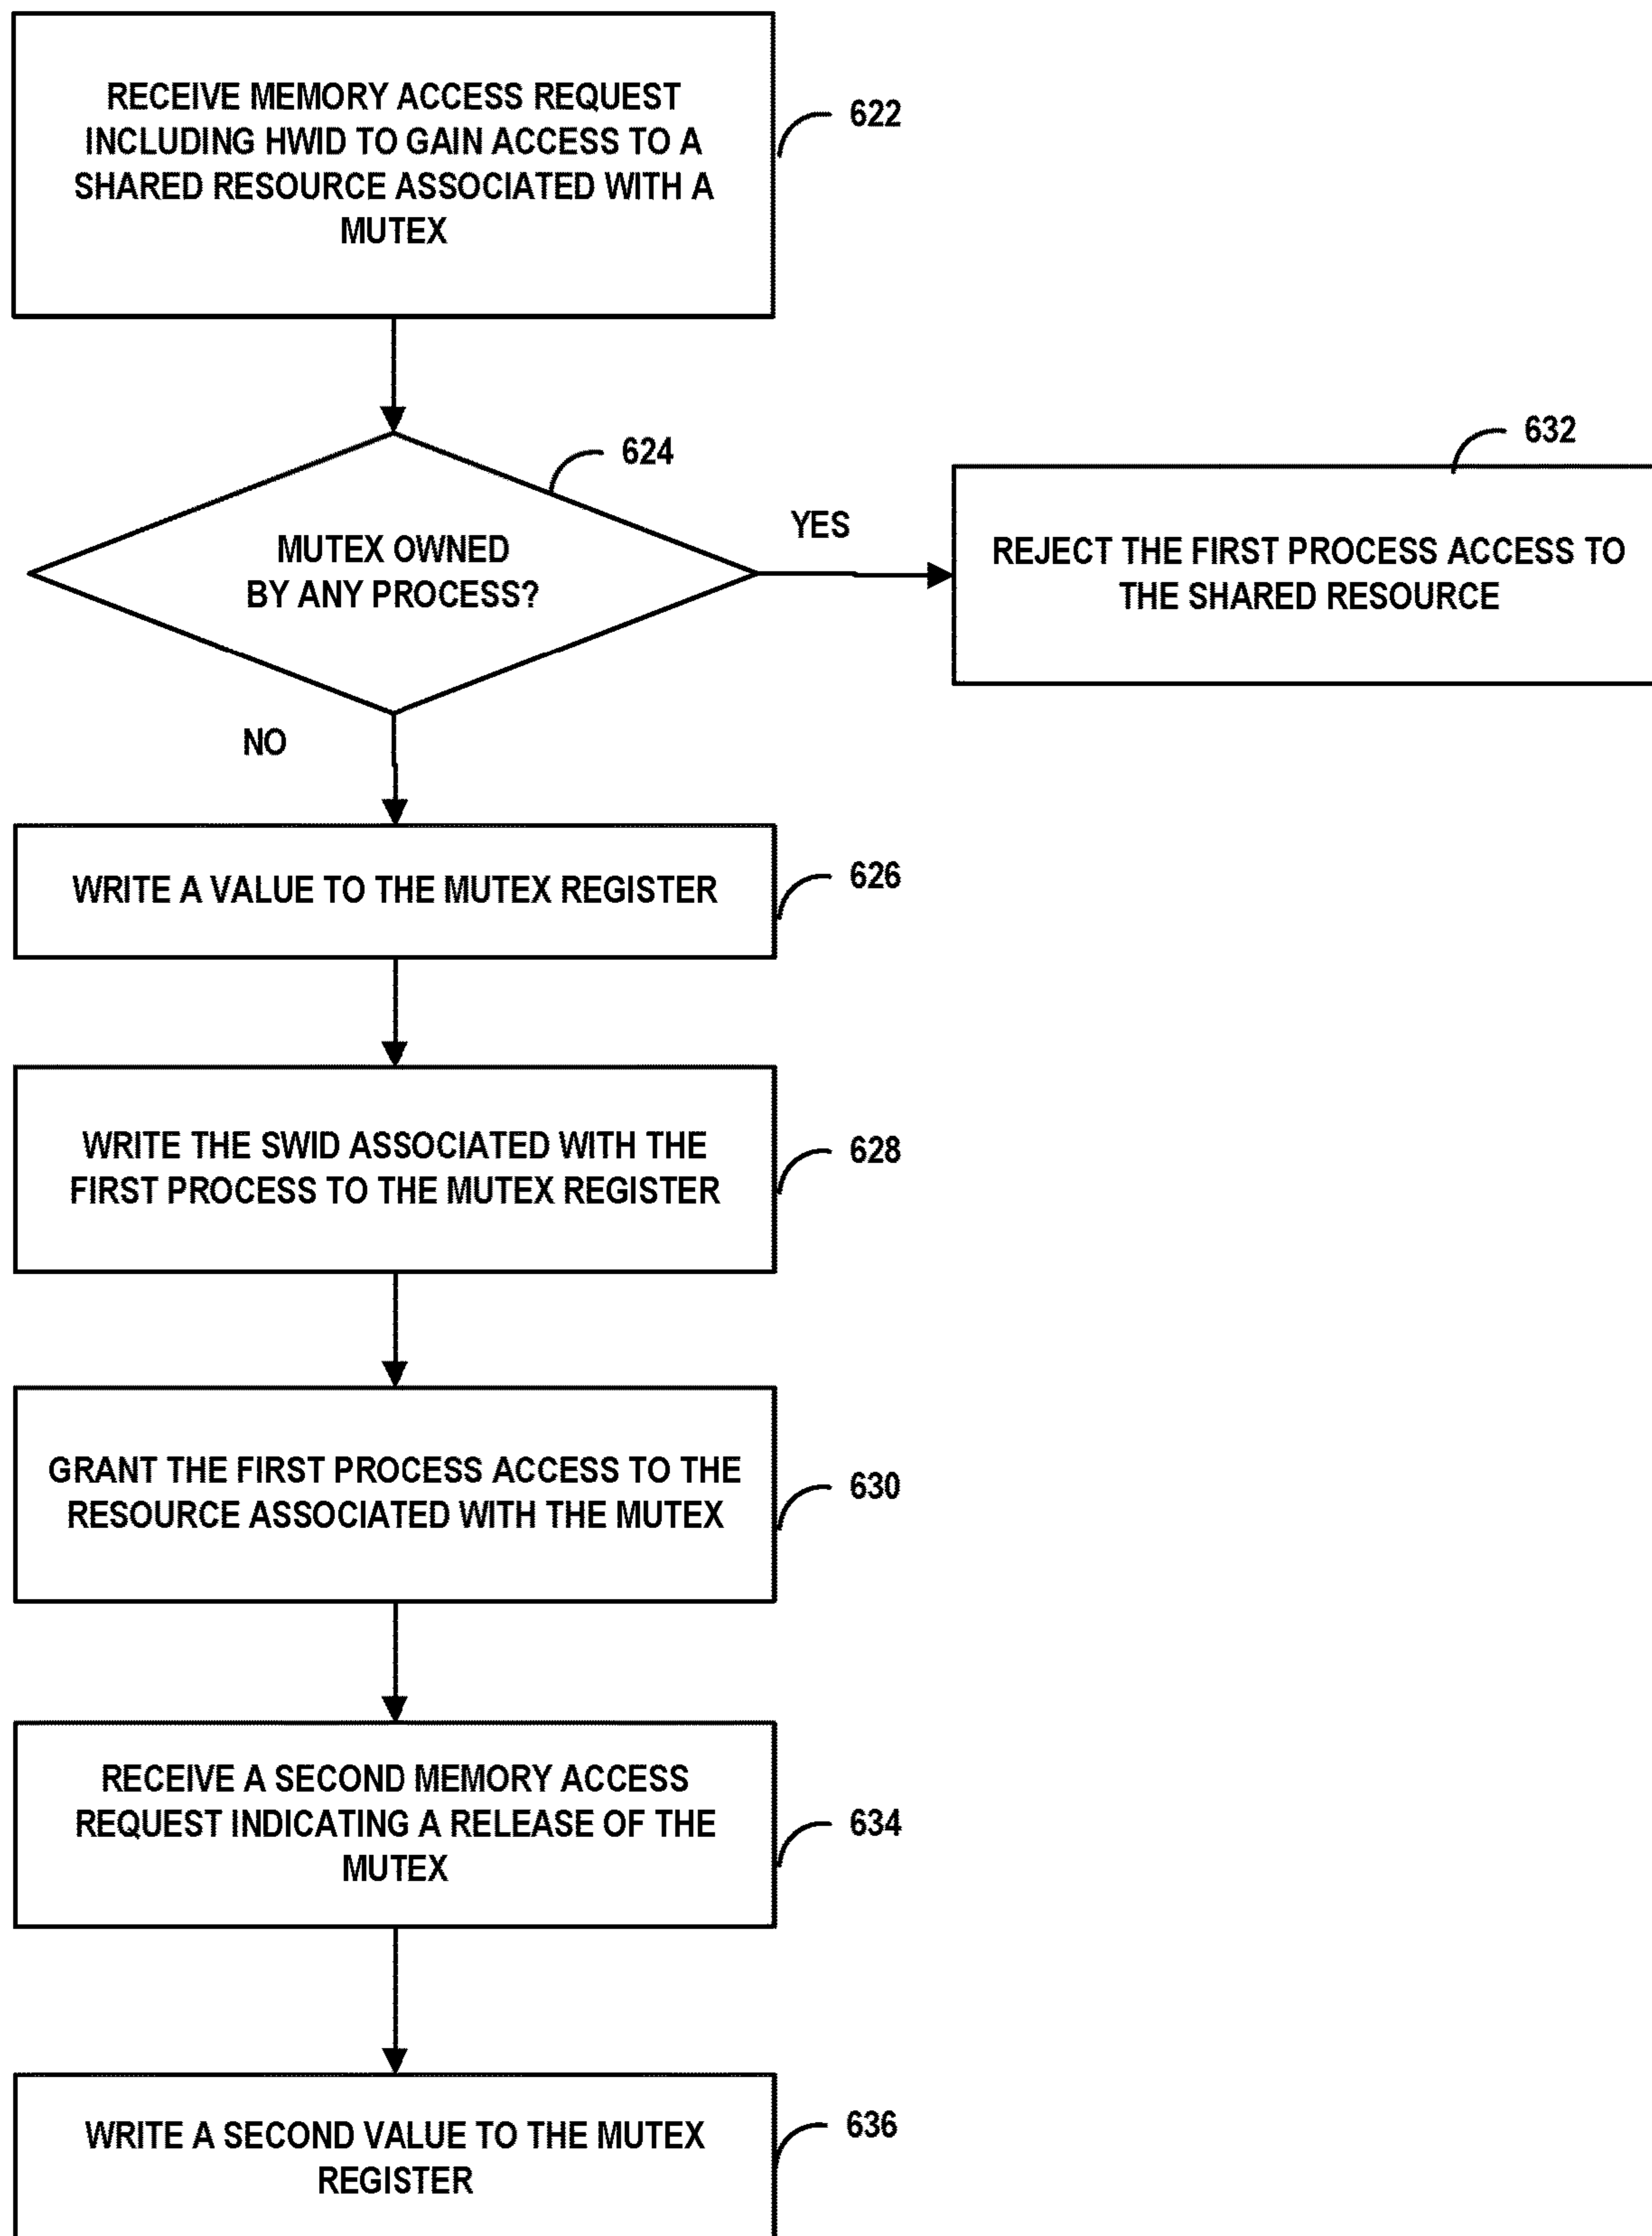 RECEIVE MEMORY ACCESS REQUEST
INCLUDING HWID TO GAIN ACCESS TO A
SHARED RESOURCE ASSOCIATED WITH A
MUTEX
622
624
MUTEX OWNED
BY ANY PROCESS?
YES
632
REJECT THE FIRST PROCESS ACCESS TO
THE SHARED RESOURCE
NO
WRITE A VALUE TO THE MUTEX REGISTER
626
WRITE THE SWID ASSOCIATED WITH THE
FIRST PROCESS TO THE MUTEX REGISTER
628
GRANT THE FIRST PROCESS ACCESS TO THE
RESOURCE ASSOCIATED WITH THE MUTEX
630
RECEIVE A SECOND MEMORY ACCESS
REQUEST INDICATING A RELEASE OF THE
MUTEX
634
WRITE A SECOND VALUE TO THE MUTEX
REGISTER
636